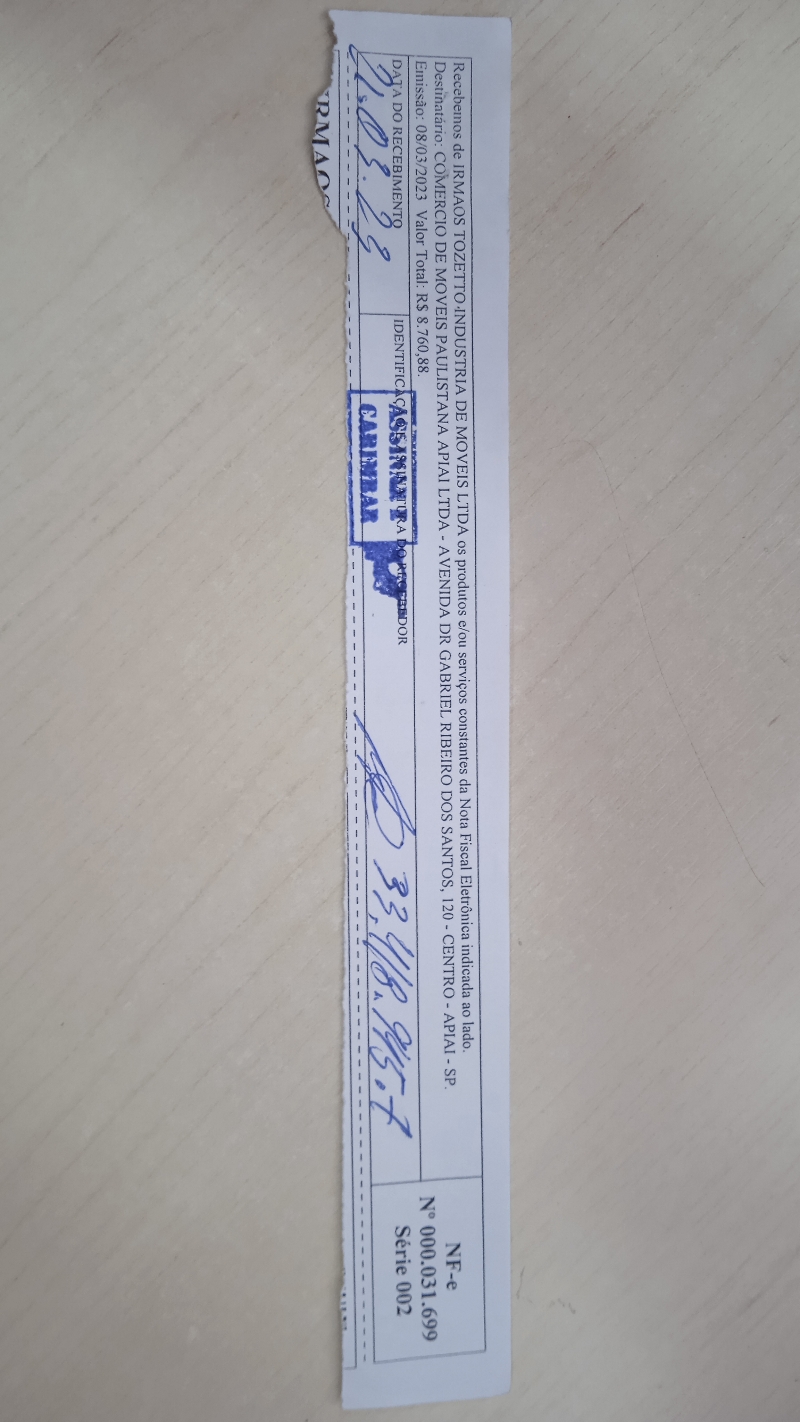 Recebemos de IRMAOS TOZETTO INDUSTRIA DE MOVEIS LTDA os produtos e/ou serviços constantes da Nota Fiscal Eletrônica indicada ao lado.
Destinatário: COMERCIO DE MOVEIS PAULISTANA APIAI LTDA - AVENIDA DR GABRIEL RIBEIRO DOS SANTOS, 120 - CENTRO - APIAI - SP.
Emissão: 08/03/2023 Valor Total: R$ 8.760,88.
DATA DO RECEBIMENTO
IDENTIFICAÇÃO E ASSINATURA DO RECEBEDOR
ASSINAR E
CARIMBAR
NF-e
Nº 000.031.699
Série 002
RMAOS